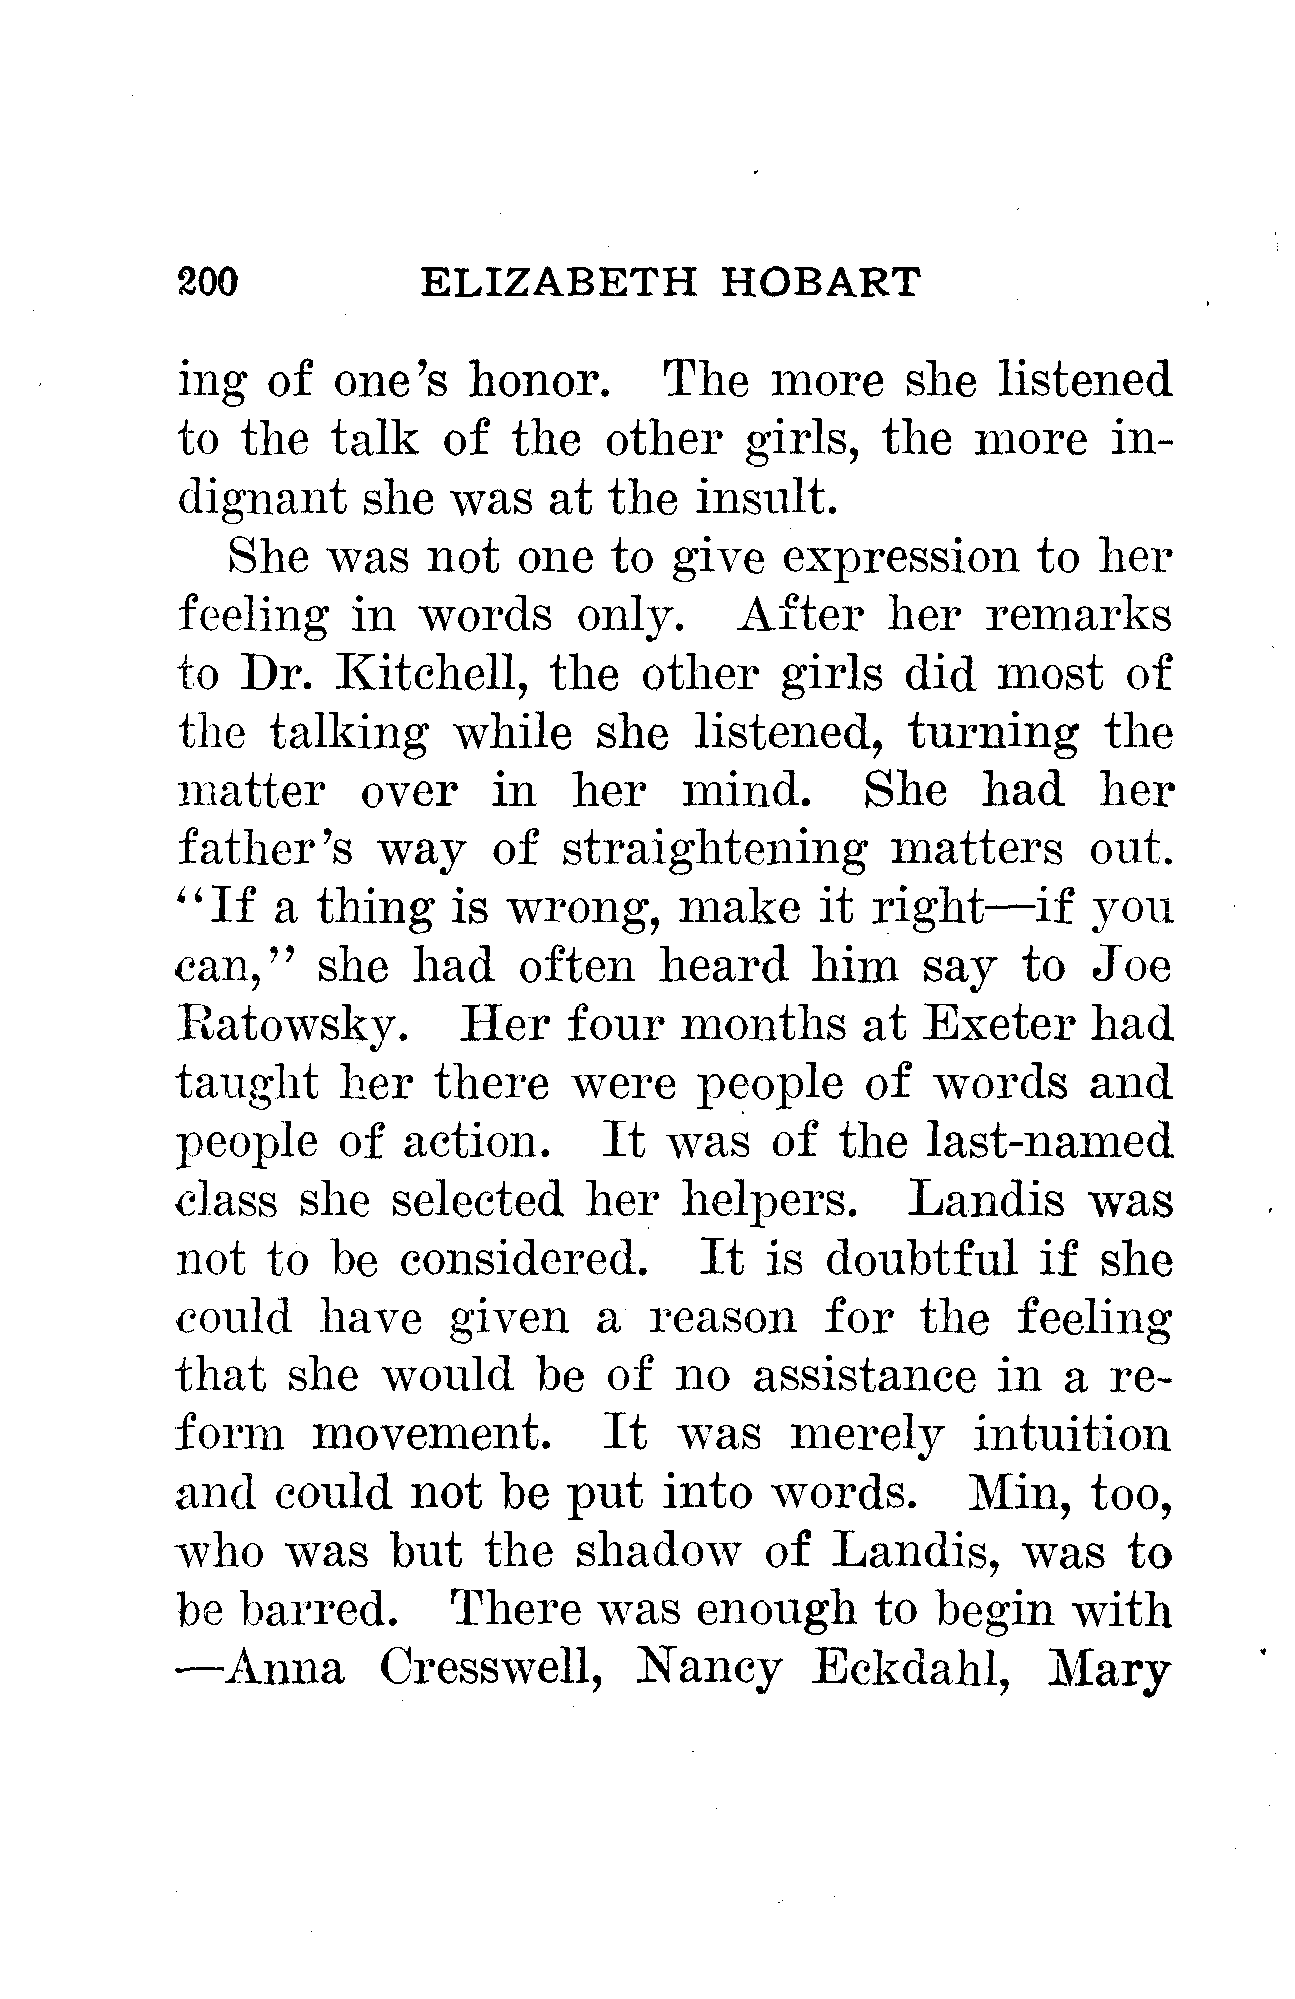 200 ELIZABETH HOBART
ing of one's honor. The more she listened
to the talk of the other girls, the more in-
dignant she was at the insult.
She was not one to give expression to her
feeling in words only. After her remarks
to Dr. Kitchell, the other girls did most of
the talking while she listened, turning the
matter over in her mind. She had her
father's way of straightening matters out.
"If a thing is wrong, make it right—if you
can," she had often heard him say to Joe
Ratowsky. Her four months at Exeter had
taught her there were people of words and
people of action. It was of the last-named
class she selected her helpers. Landis was
not to be considered. It is doubtful if she
could have given a reason for the feeling
that she would be of no assistance in a re-
form movement. It was merely intuition
and could not be put into words. Min, too,
who was but the shadow of Landis, was to
be barred. There was enough to begin with
—Anna Cresswell, Nancy Eckdahl, Mary